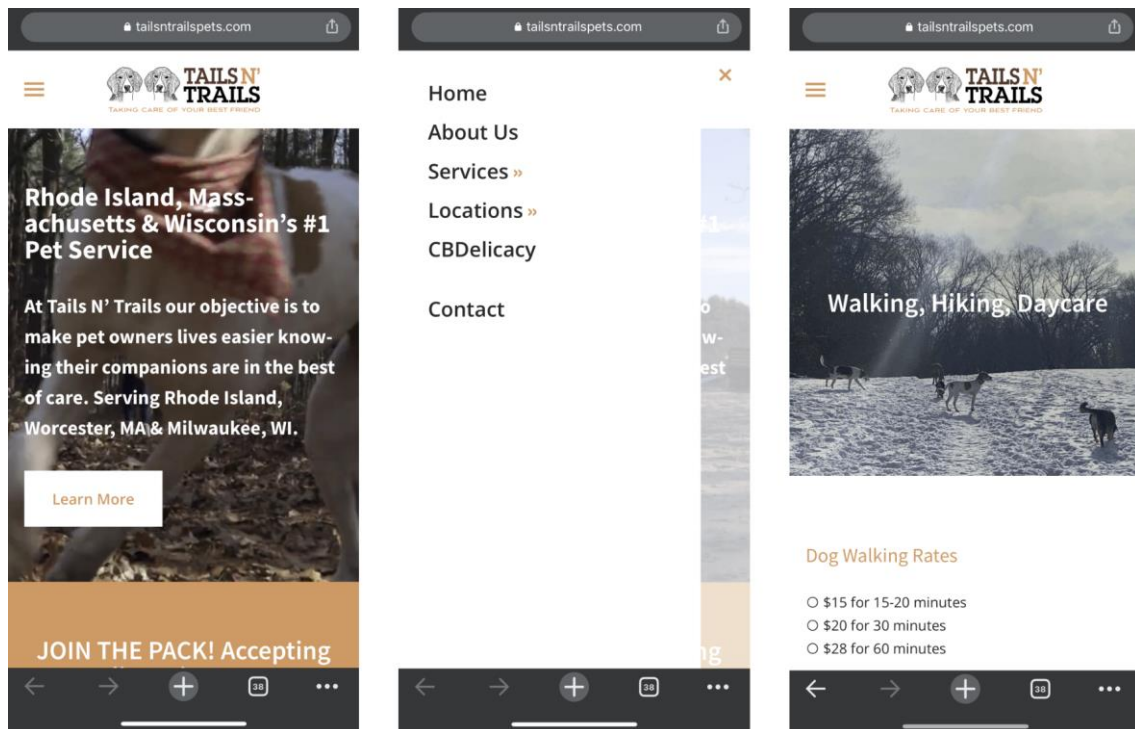 tailsntrailspets.com
TAILS N'
TRAILS
TAKING CARE OF YOUR BEST FRIEND
Rhode Island, Mass-
achusetts & Wisconsin's #1
Pet Service
At Tails N' Trails our objective is to
make pet owners lives easier know-
ing their companions are in the best
of care. Serving Rhode Island,
Worcester, MA & Milwaukee, WI.
Learn More
JOIN THE PACK! Accepting
38
tailsntrailspets.com
Home
About Us
Services »
Locations »
CBDelicacy
Contact
#1
o
w-
est
ng
38
tailsntrailspets.com
TAILS N'
TRAILS
TAKING CARE OF YOUR BEST FRIEND
Walking, Hiking, Daycare
Dog Walking Rates
$15 for 15-20 minutes
$20 for 30 minutes
$28 for 60 minutes
38